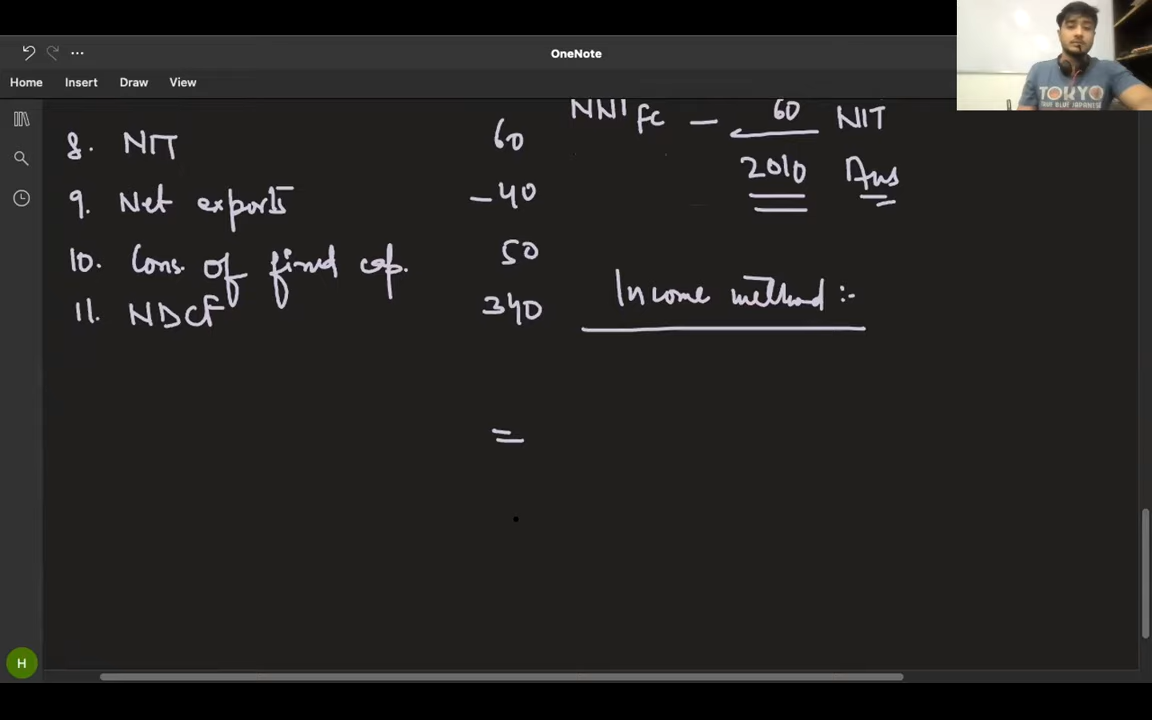 OneNote
Home Insert Draw View
8. NIT 60
9. Net exports -40
10. Cons. of fixed cap. 50
11. NDCF 340
NNI FC — 60 NIT
2010 Ans
Income method :-
=
H
TOKYO